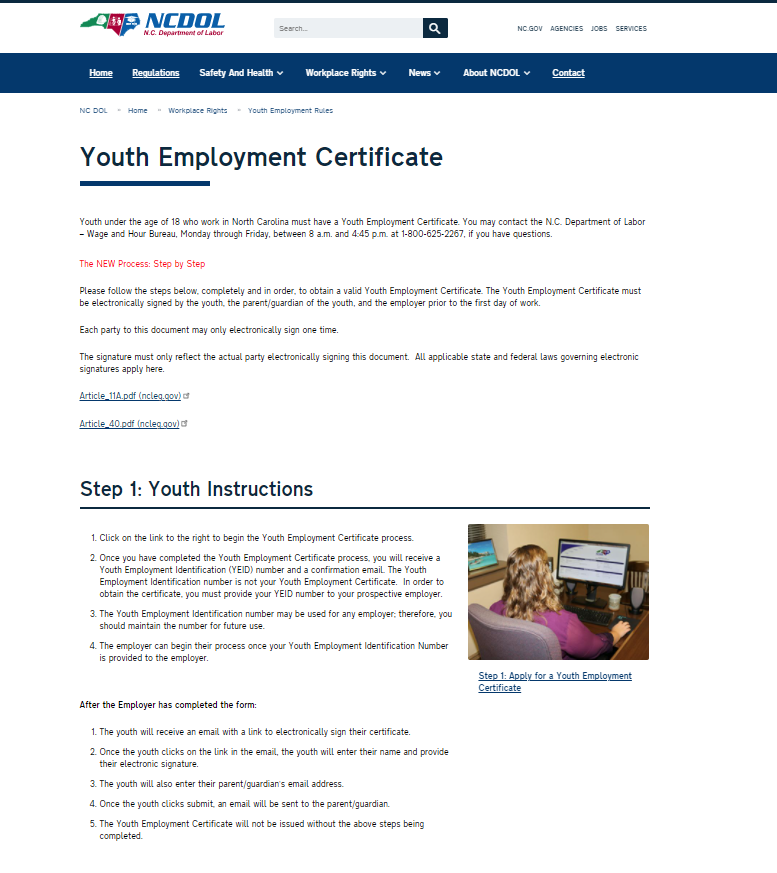 NCDOL
N.C. Department of Labor
Search...
NC.GOV AGENCIES JOBS SERVICES
Home Regulations Safety And Health Workplace Rights News About NCDOL Contact
NC DOL Home Workplace Rights Youth Employment Rules
Youth Employment Certificate
Youth under the age of 18 who work in North Carolina must have a Youth Employment Certificate. You may contact the N.C. Department of Labor
– Wage and Hour Bureau, Monday through Friday, between 8 a.m. and 4:45 p.m. at 1-800-625-2267, if you have questions.
The NEW Process: Step by Step
Please follow the steps below, completely and in order, to obtain a valid Youth Employment Certificate. The Youth Employment Certificate must
be electronically signed by the youth, the parent/guardian of the youth, and the employer prior to the first day of work.
Each party to this document may only electronically sign one time.
The signature must only reflect the actual party electronically signing this document. All applicable state and federal laws governing electronic
signatures apply here.
Article_11A.pdf (ncleg.gov)
Article_40.pdf (ncleg.gov)
Step 1: Youth Instructions
1. Click on the link to the right to begin the Youth Employment Certificate process.
2. Once you have completed the Youth Employment Certificate process, you will receive a
Youth Employment Identification (YEID) number and a confirmation email. The Youth
Employment Identification number is not your Youth Employment Certificate. In order to
obtain the certificate, you must provide your YEID number to your prospective employer.
3. The Youth Employment Identification number may be used for any employer; therefore, you
should maintain the number for future use.
4. The employer can begin their process once your Youth Employment Identification Number
is provided to the employer.
Step 1: Apply for a Youth Employment
Certificate
After the Employer has completed the form:
1. The youth will receive an email with a link to electronically sign their certificate.
2. Once the youth clicks on the link in the email, the youth will enter their name and provide
their electronic signature.
3. The youth will also enter their parent/guardian's email address.
4. Once the youth clicks submit, an email will be sent to the parent/guardian.
5. The Youth Employment Certificate will not be issued without the above steps being
completed.